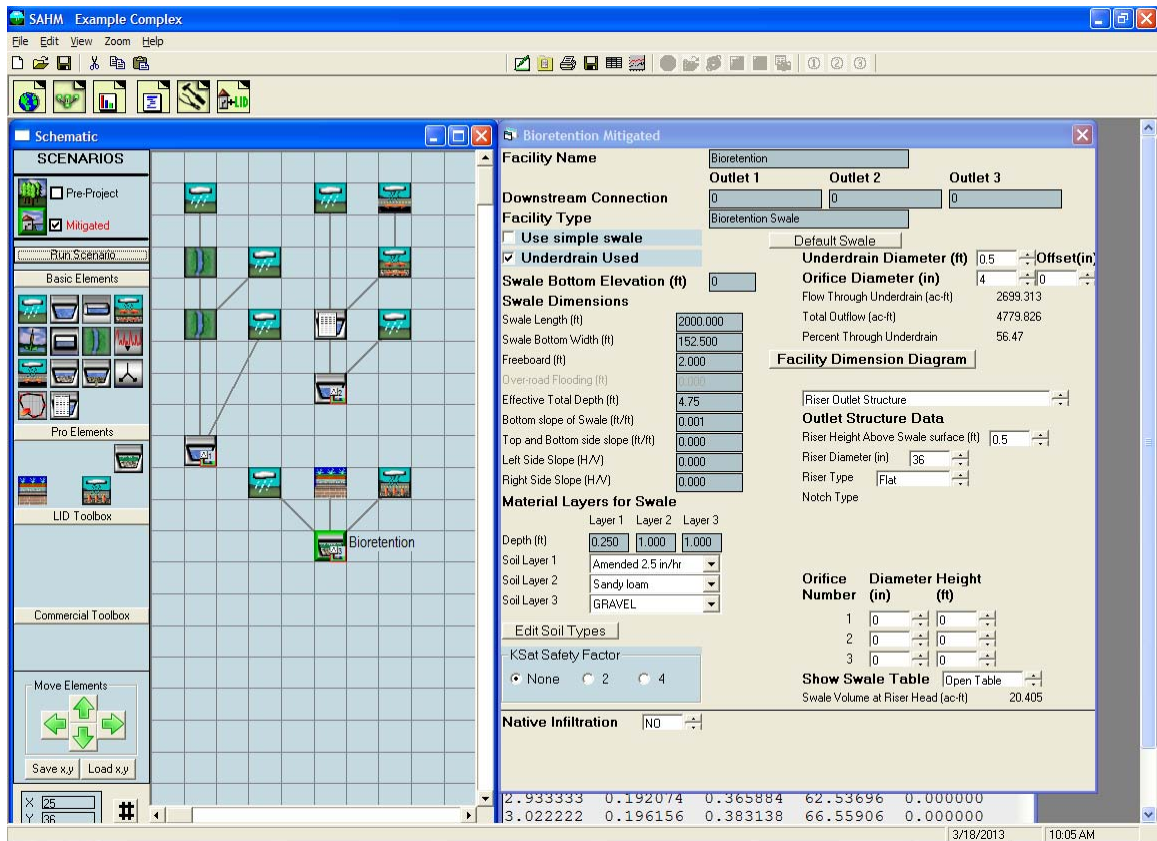 SAHM Example Complex
File Edit View Zoom Help
+LID
Schematic
SCENARIOS
Pre-Project
Mitigated
Run Scenario
Basic Elements
Pro Elements
LID Toolbox
Commercial Toolbox
Move Elements
Save x,y Load x,y
X 25
Y 36
#
A1
A2
A3
Bioretention
Bioretention Mitigated
Facility Name Bioretention
Outlet 1 Outlet 2 Outlet 3
Downstream Connection 0 0 0
Facility Type Bioretention Swale
Use simple swale Default Swale
Underdrain Used Underdrain Diameter (ft) 0.5 Offset(in)
Swale Bottom Elevation (ft) 0 Orifice Diameter (in) 4 0
Swale Dimensions Flow Through Underdrain (ac-ft) 2699.313
Swale Length (ft) 2000.000 Total Outflow (ac-ft) 4779.826
Swale Bottom Width (ft) 152.500 Percent Through Underdrain 56.47
Freeboard (ft) 2.000 Facility Dimension Diagram
Over-road Flooding (ft) 0.000
Effective Total Depth (ft) 4.75 Riser Outlet Structure
Bottom slope of Swale (ft/ft) 0.001 Outlet Structure Data
Top and Bottom side slope (ft/ft) 0.000 Riser Height Above Swale surface (ft) 0.5
Left Side Slope (H/V) 0.000 Riser Diameter (in) 36
Right Side Slope (H/V) 0.000 Riser Type Flat
Material Layers for Swale Notch Type
Layer 1 Layer 2 Layer 3
Depth (ft) 0.250 1.000 1.000
Soil Layer 1 Amended 2.5 in/hr
Soil Layer 2 Sandy loam
Soil Layer 3 GRAVEL
Edit Soil Types
KSat Safety Factor
None 2 4
Orifice Diameter Height
Number (in) (ft)
1 0 0
2 0 0
3 0 0
Show Swale Table Open Table
Swale Volume at Riser Head (ac-ft) 20.405
Native Infiltration NO
2.933333 0.192074 0.365884 62.53696 0.000000
3.022222 0.196156 0.383138 66.55906 0.000000
3/18/2013 10:05 AM